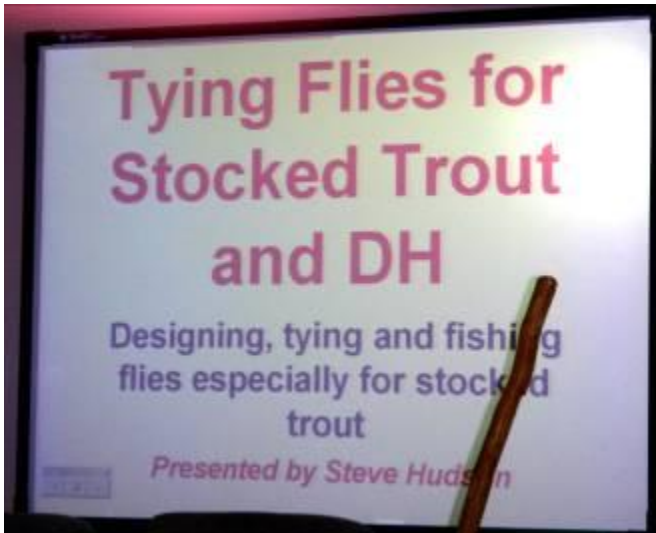 Tying Flies for
Stocked Trout
and DH
Designing, tying and fishing
flies especially for stocked
trout
Presented by Steve Hudson